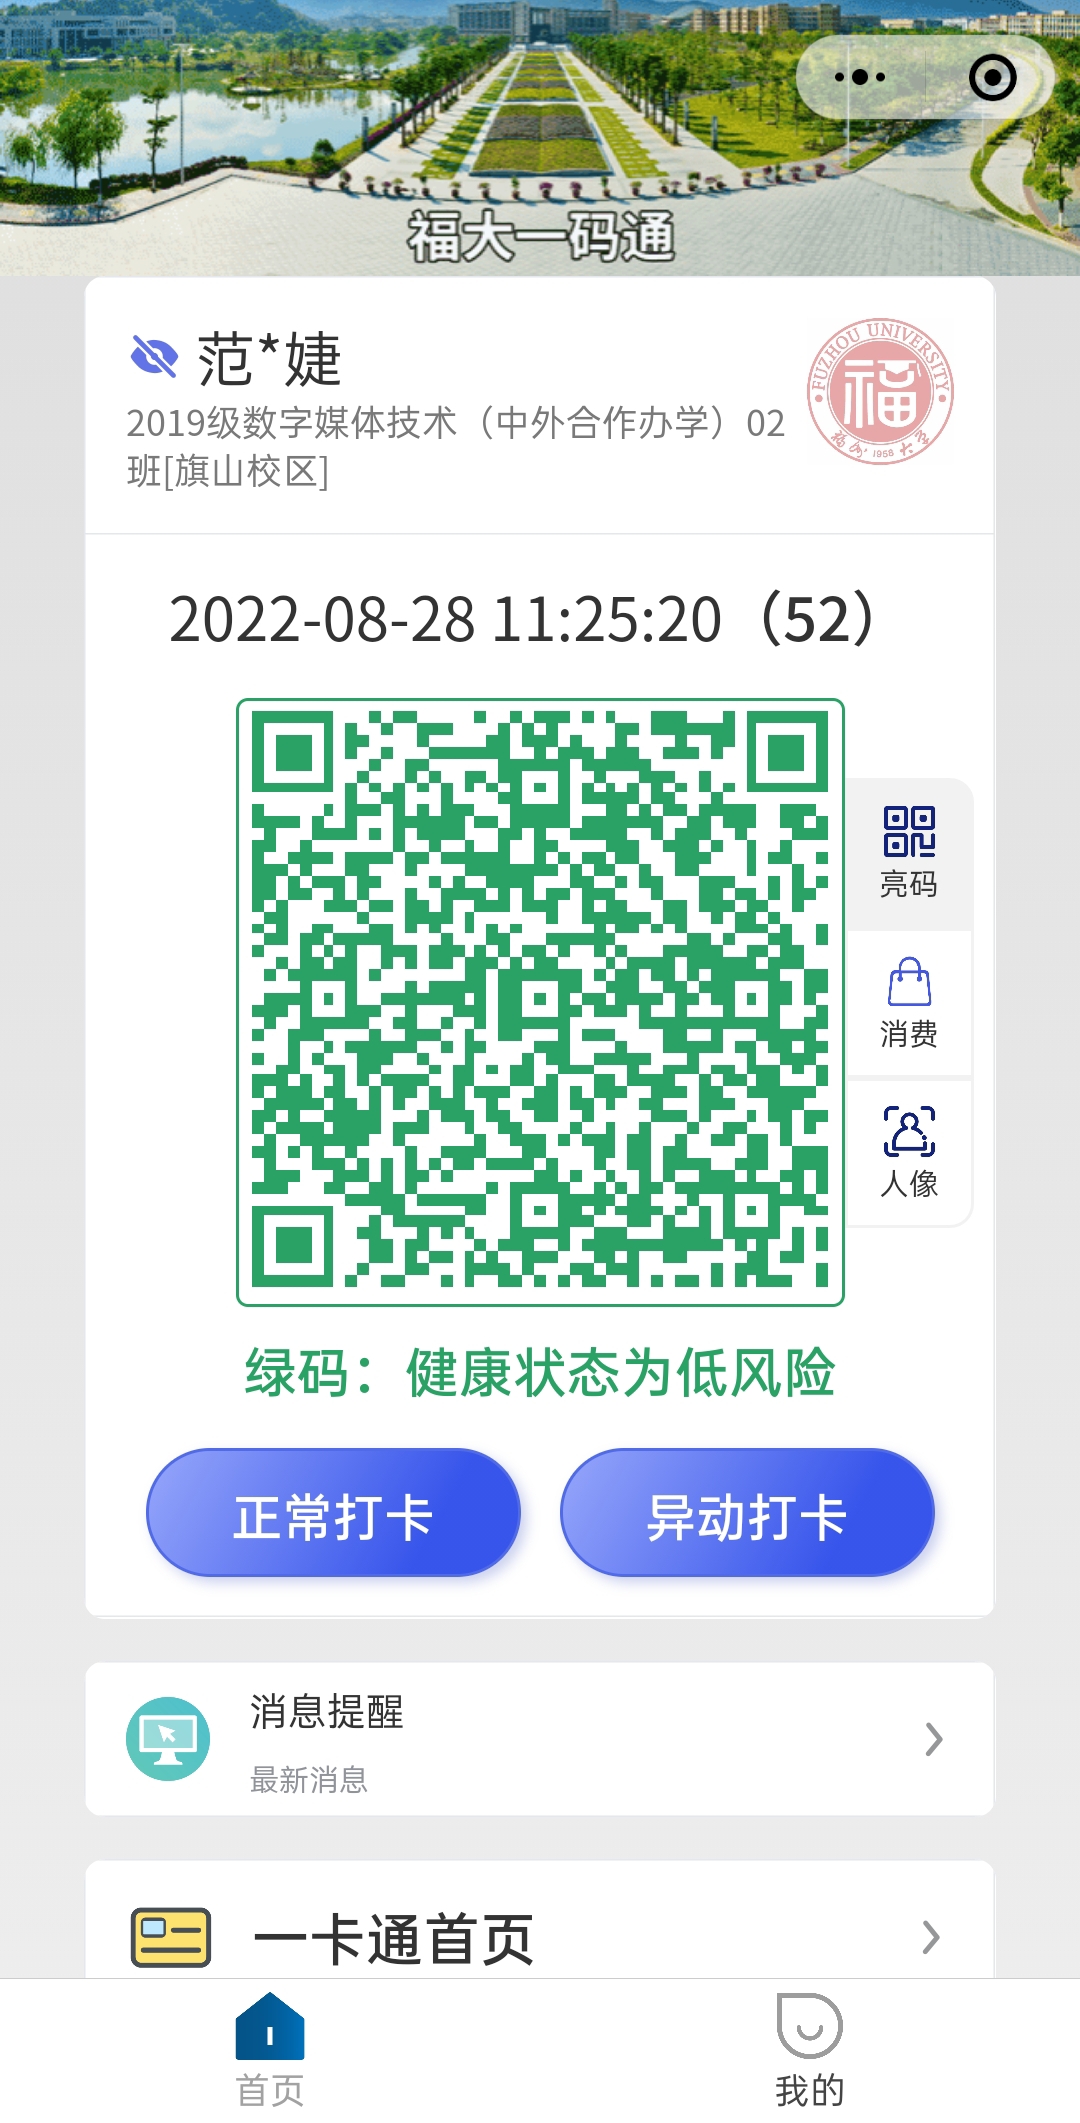 福大一码通
范*婕
FUZHOU UNIVERSITY
福
1958
2019级数字媒体技术（中外合作办学）02
班[旗山校区]
2022-08-28 11:25:20（52）
亮码
消费
人像
绿码：健康状态为低风险
正常打卡
异动打卡
消息提醒
最新消息
一卡通首页
首页
我的